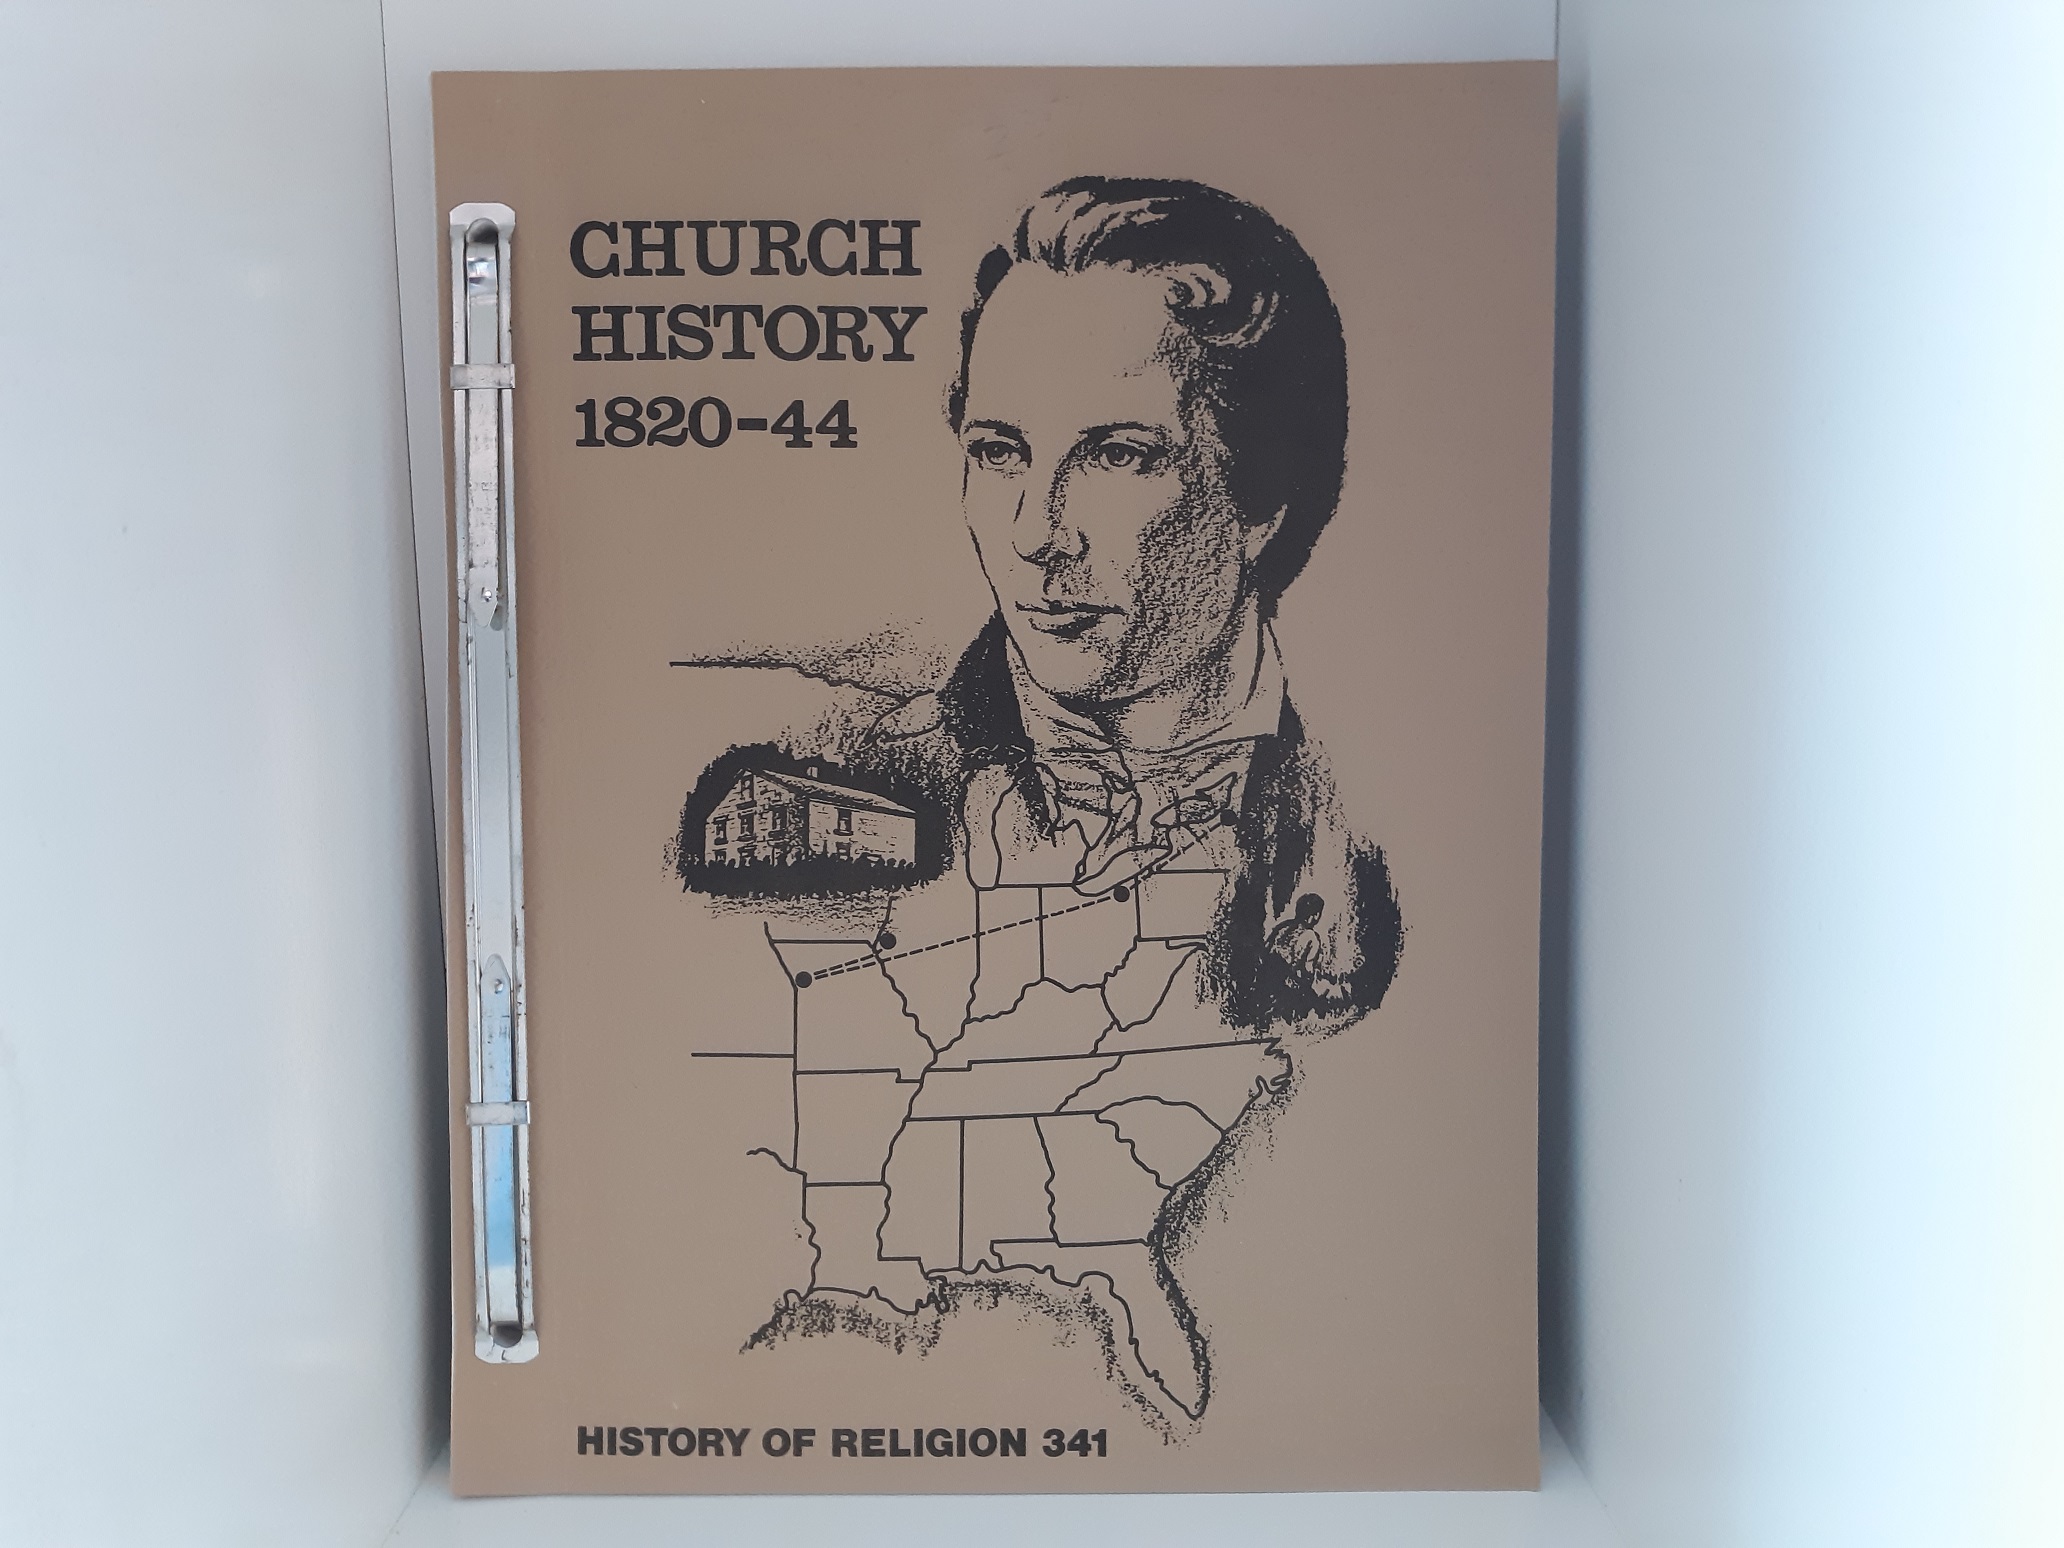 CHURCH
HISTORY
1820-44
HISTORY OF RELIGION 341